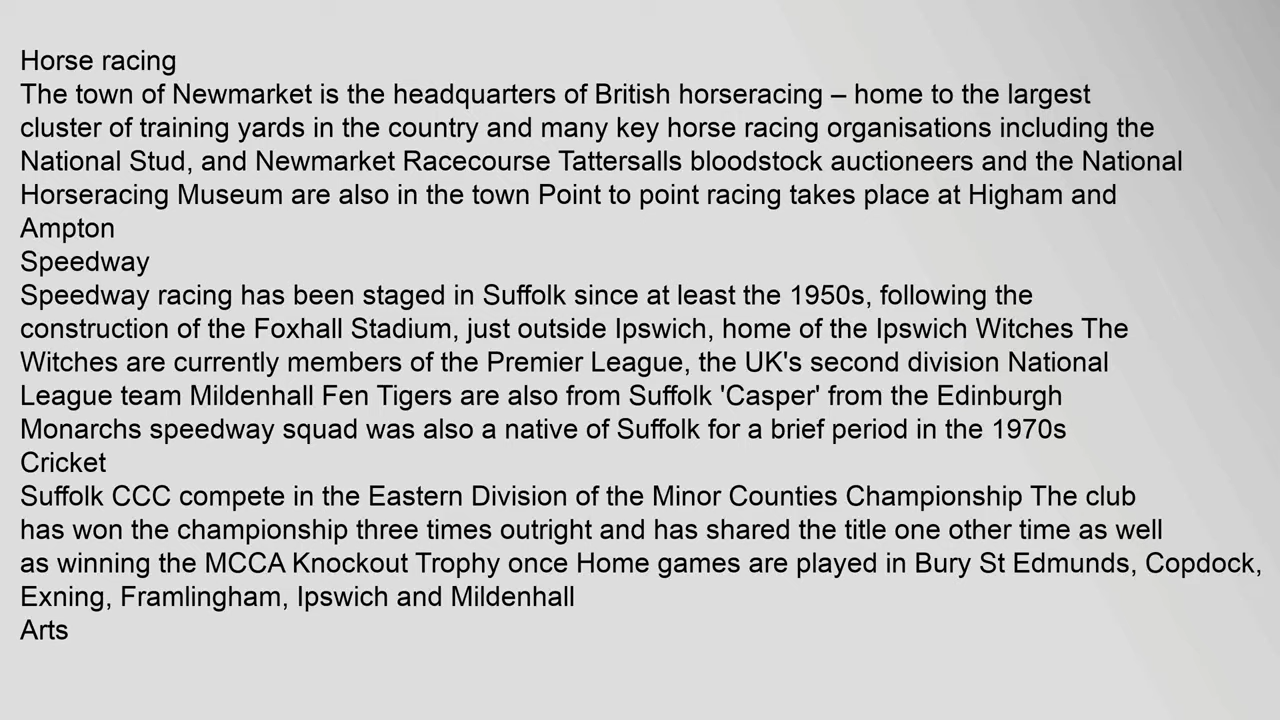 Horse racing
The town of Newmarket is the headquarters of British horseracing – home to the largest
cluster of training yards in the country and many key horse racing organisations including the
National Stud, and Newmarket Racecourse Tattersalls bloodstock auctioneers and the National
Horseracing Museum are also in the town Point to point racing takes place at Higham and
Ampton
Speedway
Speedway racing has been staged in Suffolk since at least the 1950s, following the
construction of the Foxhall Stadium, just outside Ipswich, home of the Ipswich Witches The
Witches are currently members of the Premier League, the UK's second division National
League team Mildenhall Fen Tigers are also from Suffolk 'Casper' from the Edinburgh
Monarchs speedway squad was also a native of Suffolk for a brief period in the 1970s
Cricket
Suffolk CCC compete in the Eastern Division of the Minor Counties Championship The club
has won the championship three times outright and has shared the title one other time as well
as winning the MCCA Knockout Trophy once Home games are played in Bury St Edmunds, Copdock,
Exning, Framlingham, Ipswich and Mildenhall
Arts